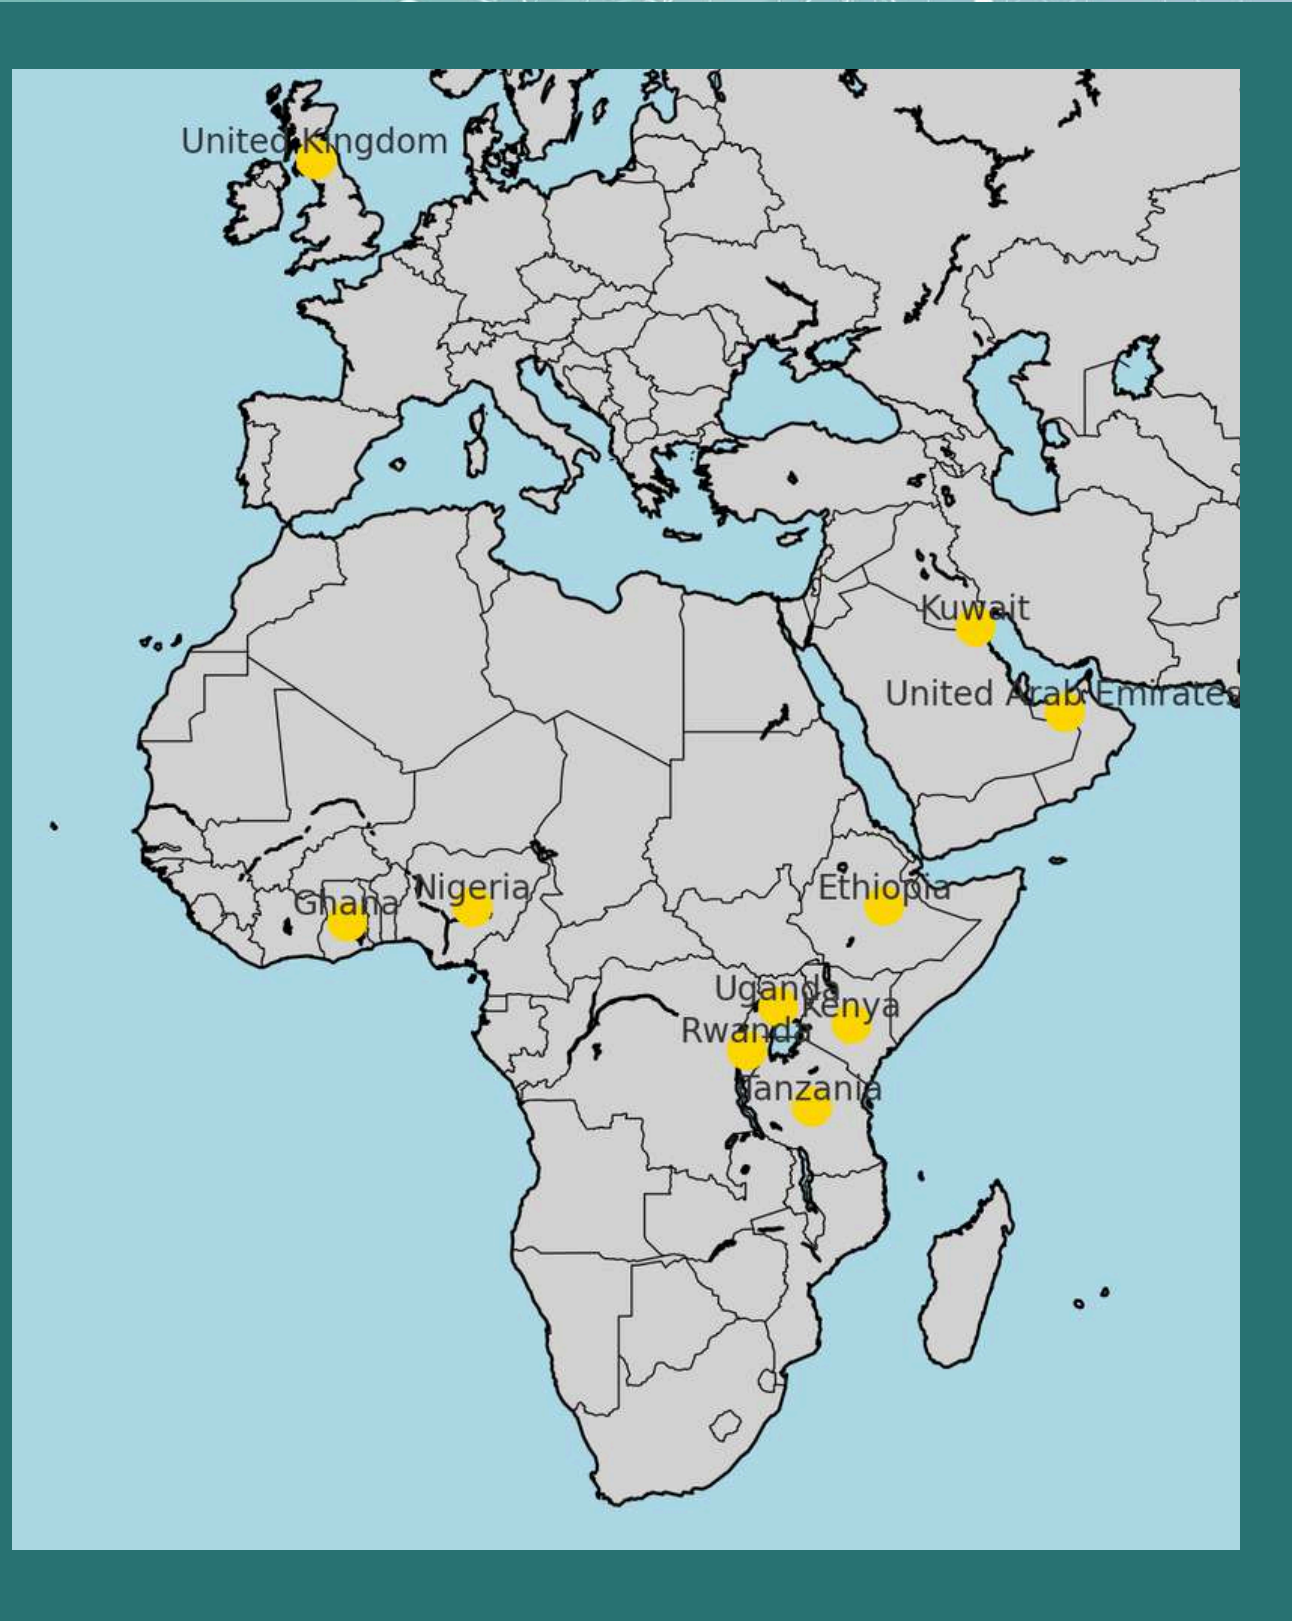 United Kingdom
Kuwait
United Arab Emirates
Nigeria
Ethiopia
Ghana
Uganda
Kenya
Rwanda
Tanzania